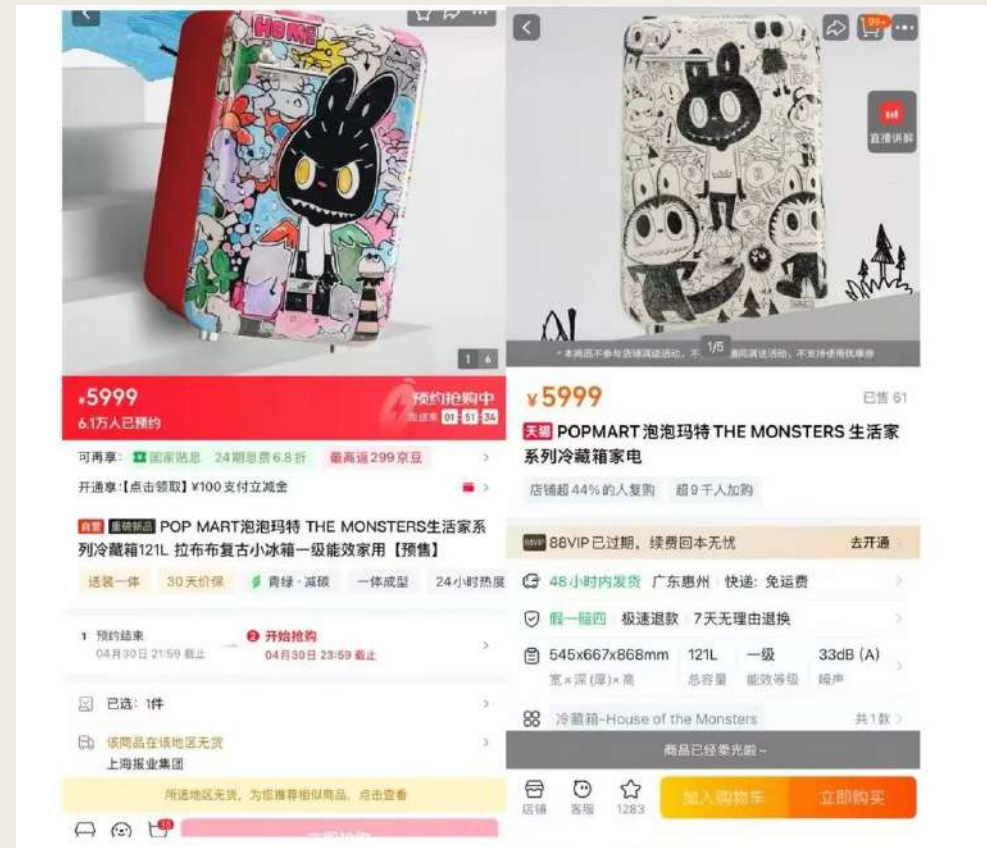 HOME
1 6
¥5999
预约抢购中
6.1万人已预约
距结束 01:51:34
可再享: 国家贴息 24期息费6.8折 最高返299京豆
开通享:【点击领取】¥100支付立减金
自营 重磅新品 POP MART泡泡玛特 THE MONSTERS生活家系
列冷藏箱121L 拉布布复古小冰箱一级能效家用【预售】
送装一体 30天价保 青绿·减碳 一体成型 24小时热度
1 预约结束
04月30日 21:59 截止
2 开始抢购
04月30日 23:59 截止
已选: 1件
该商品在该地区无货
上海报业集团
所选地区无货，为您推荐相似商品，点击查看
99+
直播讲解
1/5
¥5999
已售 61
天猫 POPMART泡泡玛特THE MONSTERS 生活家
系列冷藏箱家电
店铺超44%的人复购 超9千人加购
88VIP 88VIP已过期，续费回本无忧 去开通
48小时内发货 广东惠州 快递: 免运费
假一赔四 极速退款 7天无理由退换
545x667x868mm 121L 一级 33dB (A)
宽×深(厚)×高 总容量 能效等级 噪声
冷藏箱-House of the Monsters 共1款
商品已经卖光啦~
店铺 客服 1283 加入购物车 立即购买